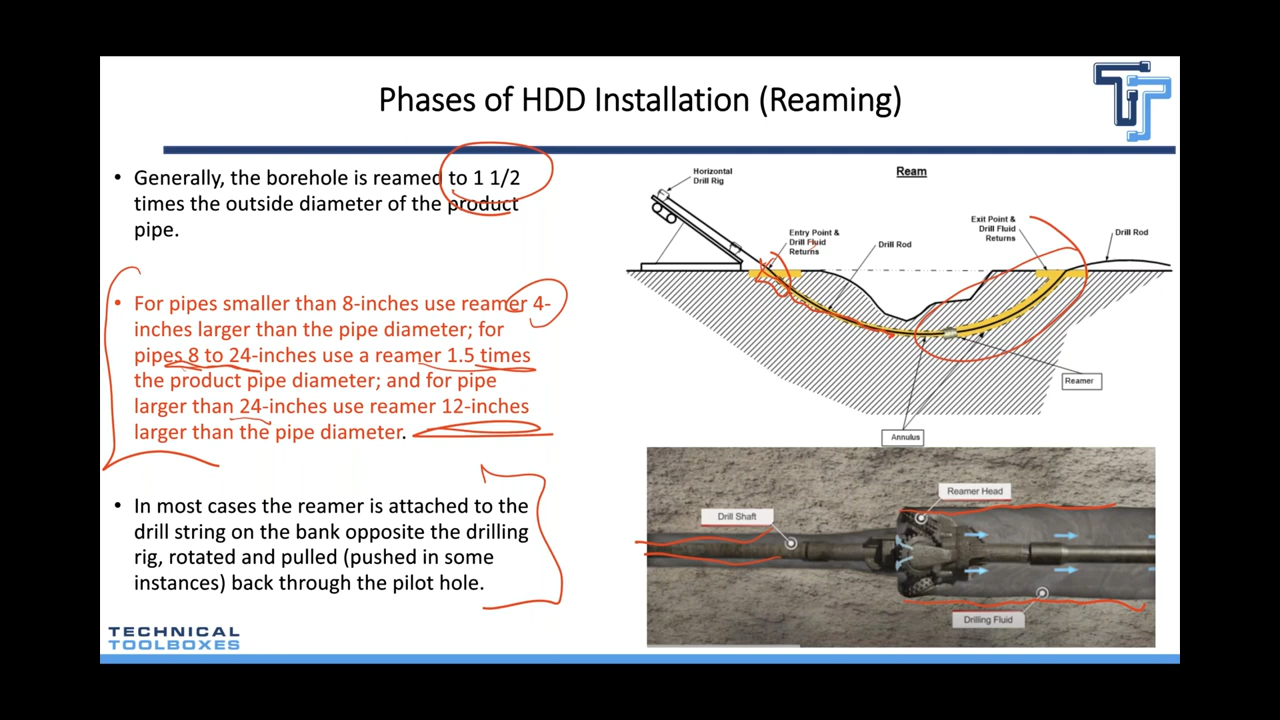 Phases of HDD Installation (Reaming)
• Generally, the borehole is reamed to 1 1/2
times the outside diameter of the product
pipe.
• For pipes smaller than 8-inches use reamer 4-
inches larger than the pipe diameter; for
pipes 8 to 24-inches use a reamer 1.5 times
the product pipe diameter; and for pipe
larger than 24-inches use reamer 12-inches
larger than the pipe diameter.
• In most cases the reamer is attached to the
drill string on the bank opposite the drilling
rig, rotated and pulled (pushed in some
instances) back through the pilot hole.
Ream
Horizontal
Drill Rig
Entry Point &
Drill Fluid
Returns
Drill Rod
Exit Point &
Drill Fluid
Returns
Drill Rod
Reamer
Annulus
Reamer Head
Drill Shaft
Drilling Fluid
TECHNICAL
TOOLBOXES